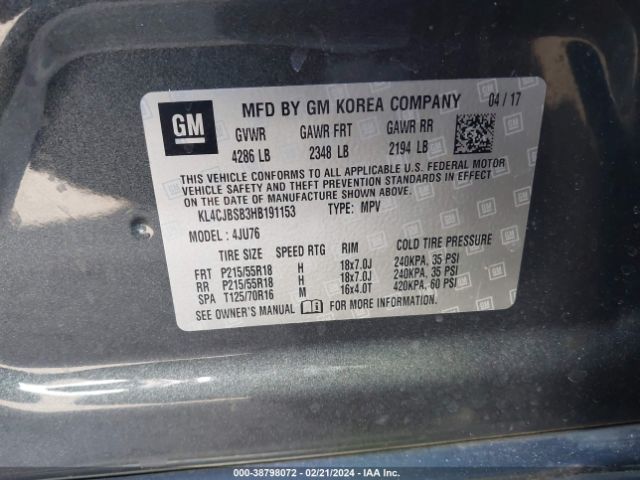 GM
MFD BY GM KOREA COMPANY 04 / 17
GVWR GAWR FRT GAWR RR
4286 LB 2348 LB 2194 LB
THIS VEHICLE CONFORMS TO ALL APPLICABLE U.S. FEDERAL MOTOR
VEHICLE SAFETY AND THEFT PREVENTION STANDARDS IN EFFECT
ON THE DATE OF MANUFACTURE SHOWN ABOVE.
KL4CJBSB3HB191153 TYPE: MPV
MODEL: 4JU76
TIRE SIZE SPEED RTG RIM COLD TIRE PRESSURE
FRT P215/55R18 H 18x7.0J 240KPA, 35 PSI
RR P215/55R18 H 18x7.0J 240KPA, 35 PSI
SPA T125/70R16 M 16x4.0T 420KPA, 60 PSI
SEE OWNER'S MANUAL FOR MORE INFORMATION.
000-38798072 - 02/21/2024 - IAA Inc.